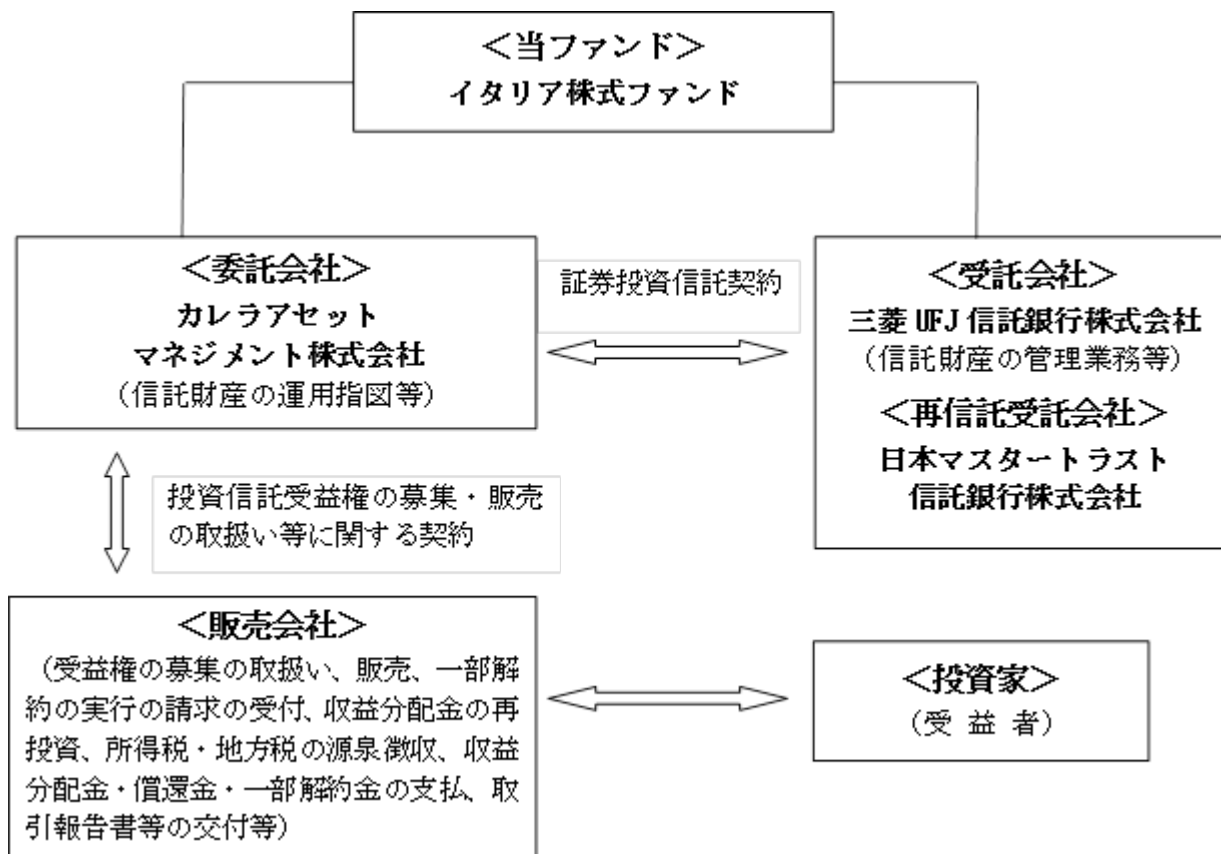 ＜当ファンド＞
イタリア株式ファンド
＜委託会社＞
カレラアセット
マネジメント株式会社
（信託財産の運用指図等）
証券投資信託契約
＜受託会社＞
三菱 UFJ 信託銀行株式会社
（信託財産の管理業務等）
＜再信託受託会社＞
日本マスタートラスト
信託銀行株式会社
投資信託受益権の募集・販売
の取扱い等に関する契約
＜販売会社＞
（受益権の募集の取扱い、販売、一部解
約の実行の請求の受付、収益分配金の再
投資、所得税・地方税の源泉徴収、収益
分配金・償還金・一部解約金の支払、取
引報告書等の交付等）
＜投資家＞
（受 益 者）